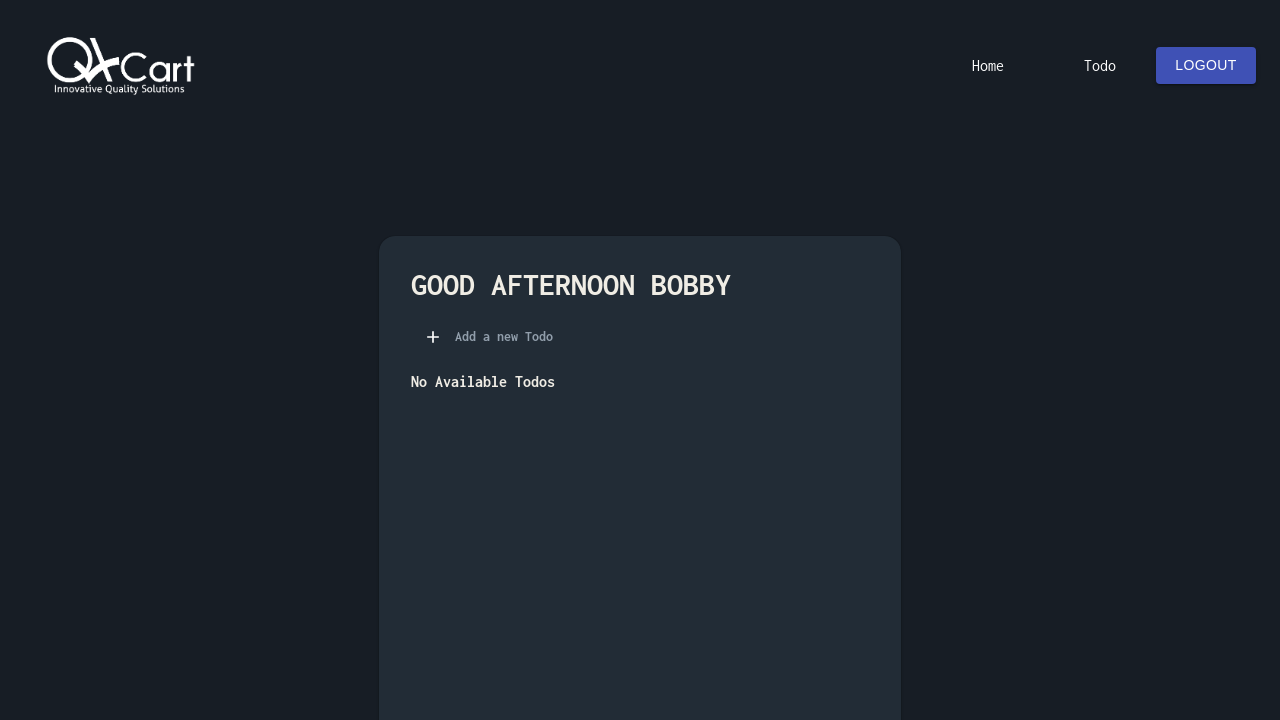 QACart
Innovative Quality Solutions
Home
Todo
LOGOUT
GOOD AFTERNOON BOBBY
Add a new Todo
No Available Todos